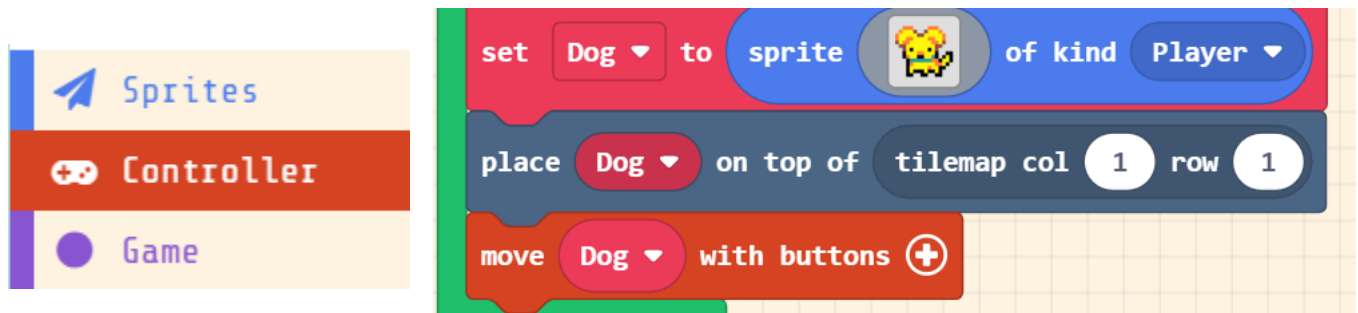 Sprites
Controller
Game
set Dog to sprite of kind Player
place Dog on top of tilemap col 1 row 1
move Dog with buttons